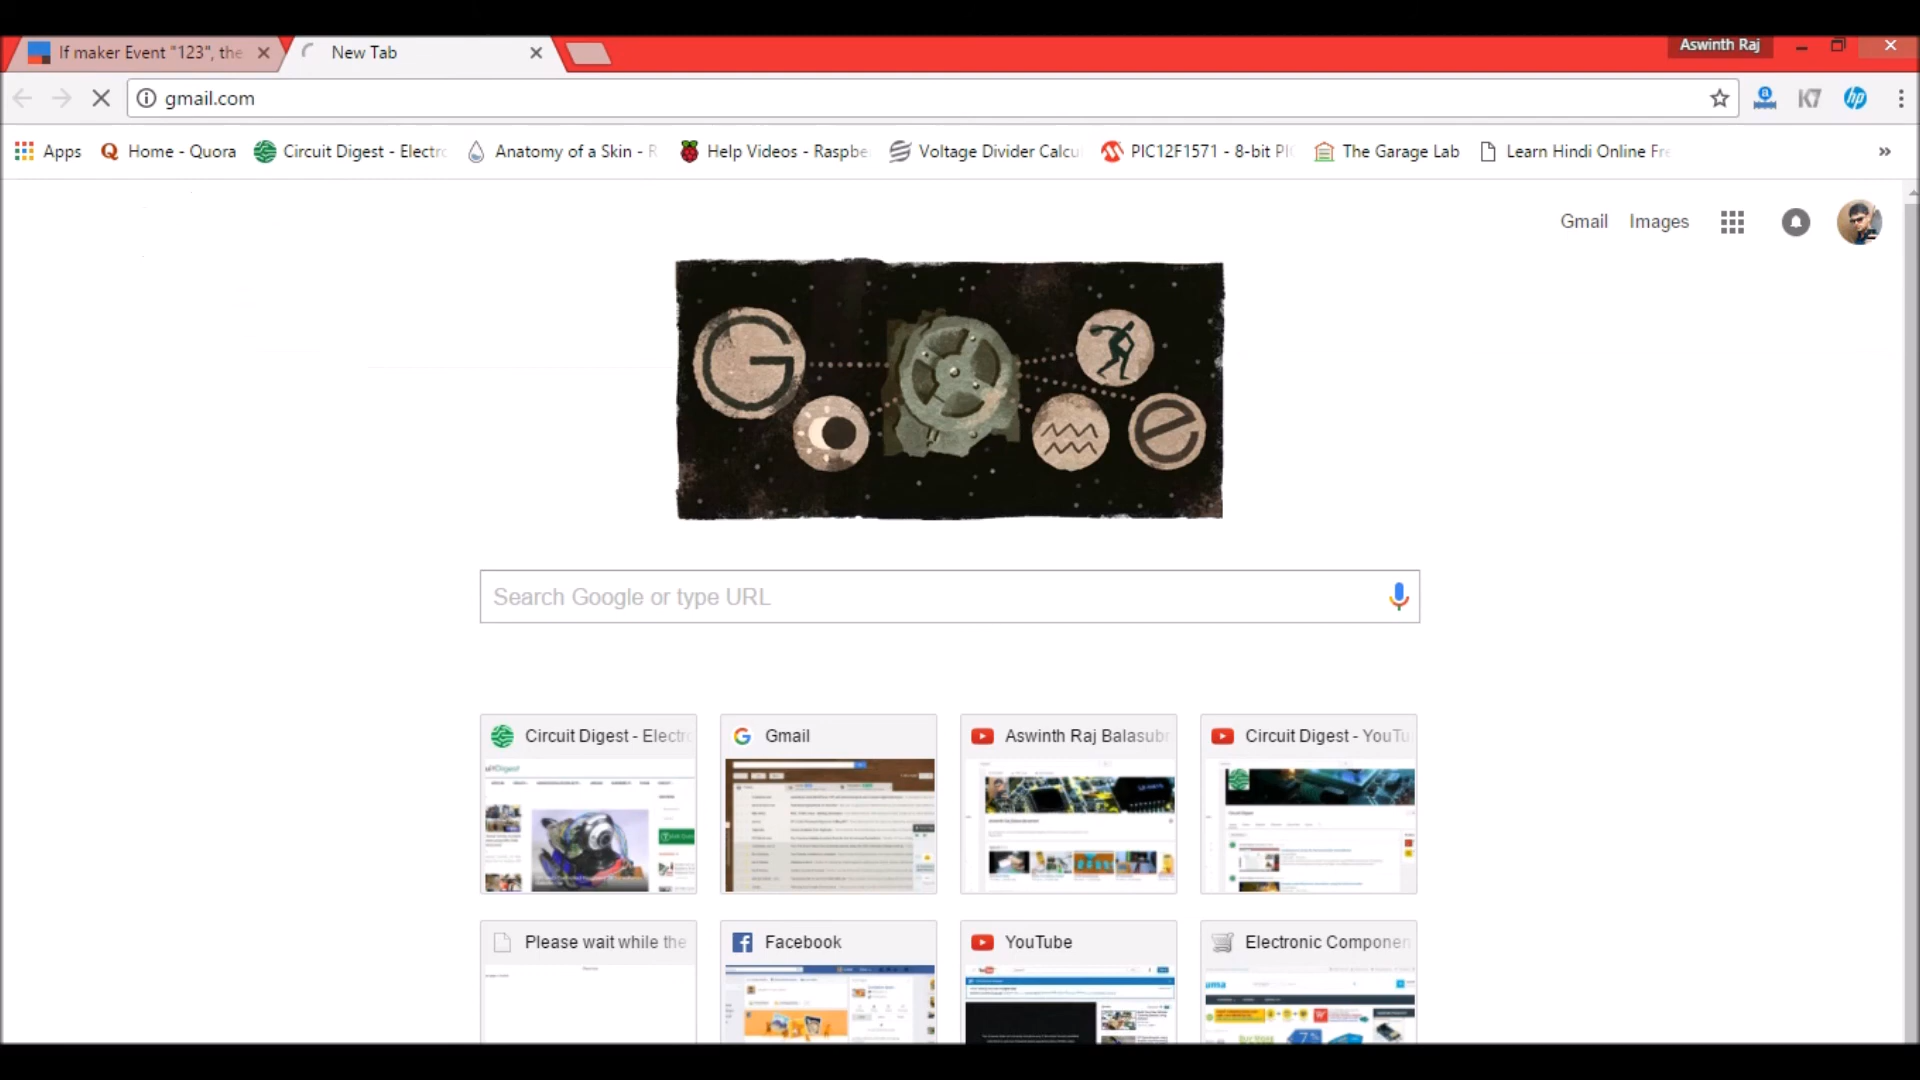 If maker Event "123", the
New Tab
Aswinth Raj
gmail.com
Apps
Home - Quora
Circuit Digest - Electro
Anatomy of a Skin - R
Help Videos - Raspbe
Voltage Divider Calcu
PIC12F1571 - 8-bit PI
The Garage Lab
Learn Hindi Online Fre
»
Gmail
Images
Search Google or type URL
Circuit Digest - Electr
Gmail
Aswinth Raj Balasubr
Circuit Digest - YouTu
Please wait while the
Facebook
YouTube
Electronic Componen